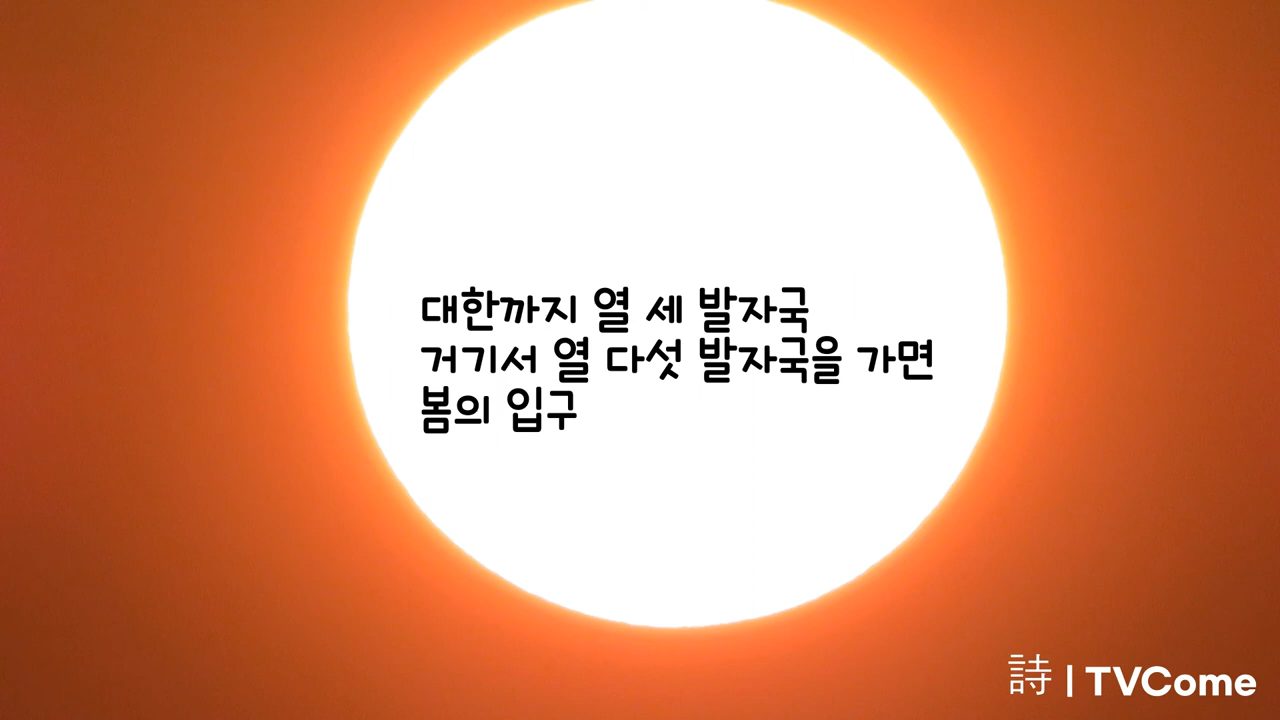 대한까지 열 세 발자국
거기서 열 다섯 발자국을 가면
봄의 입구
詩 | TVCome